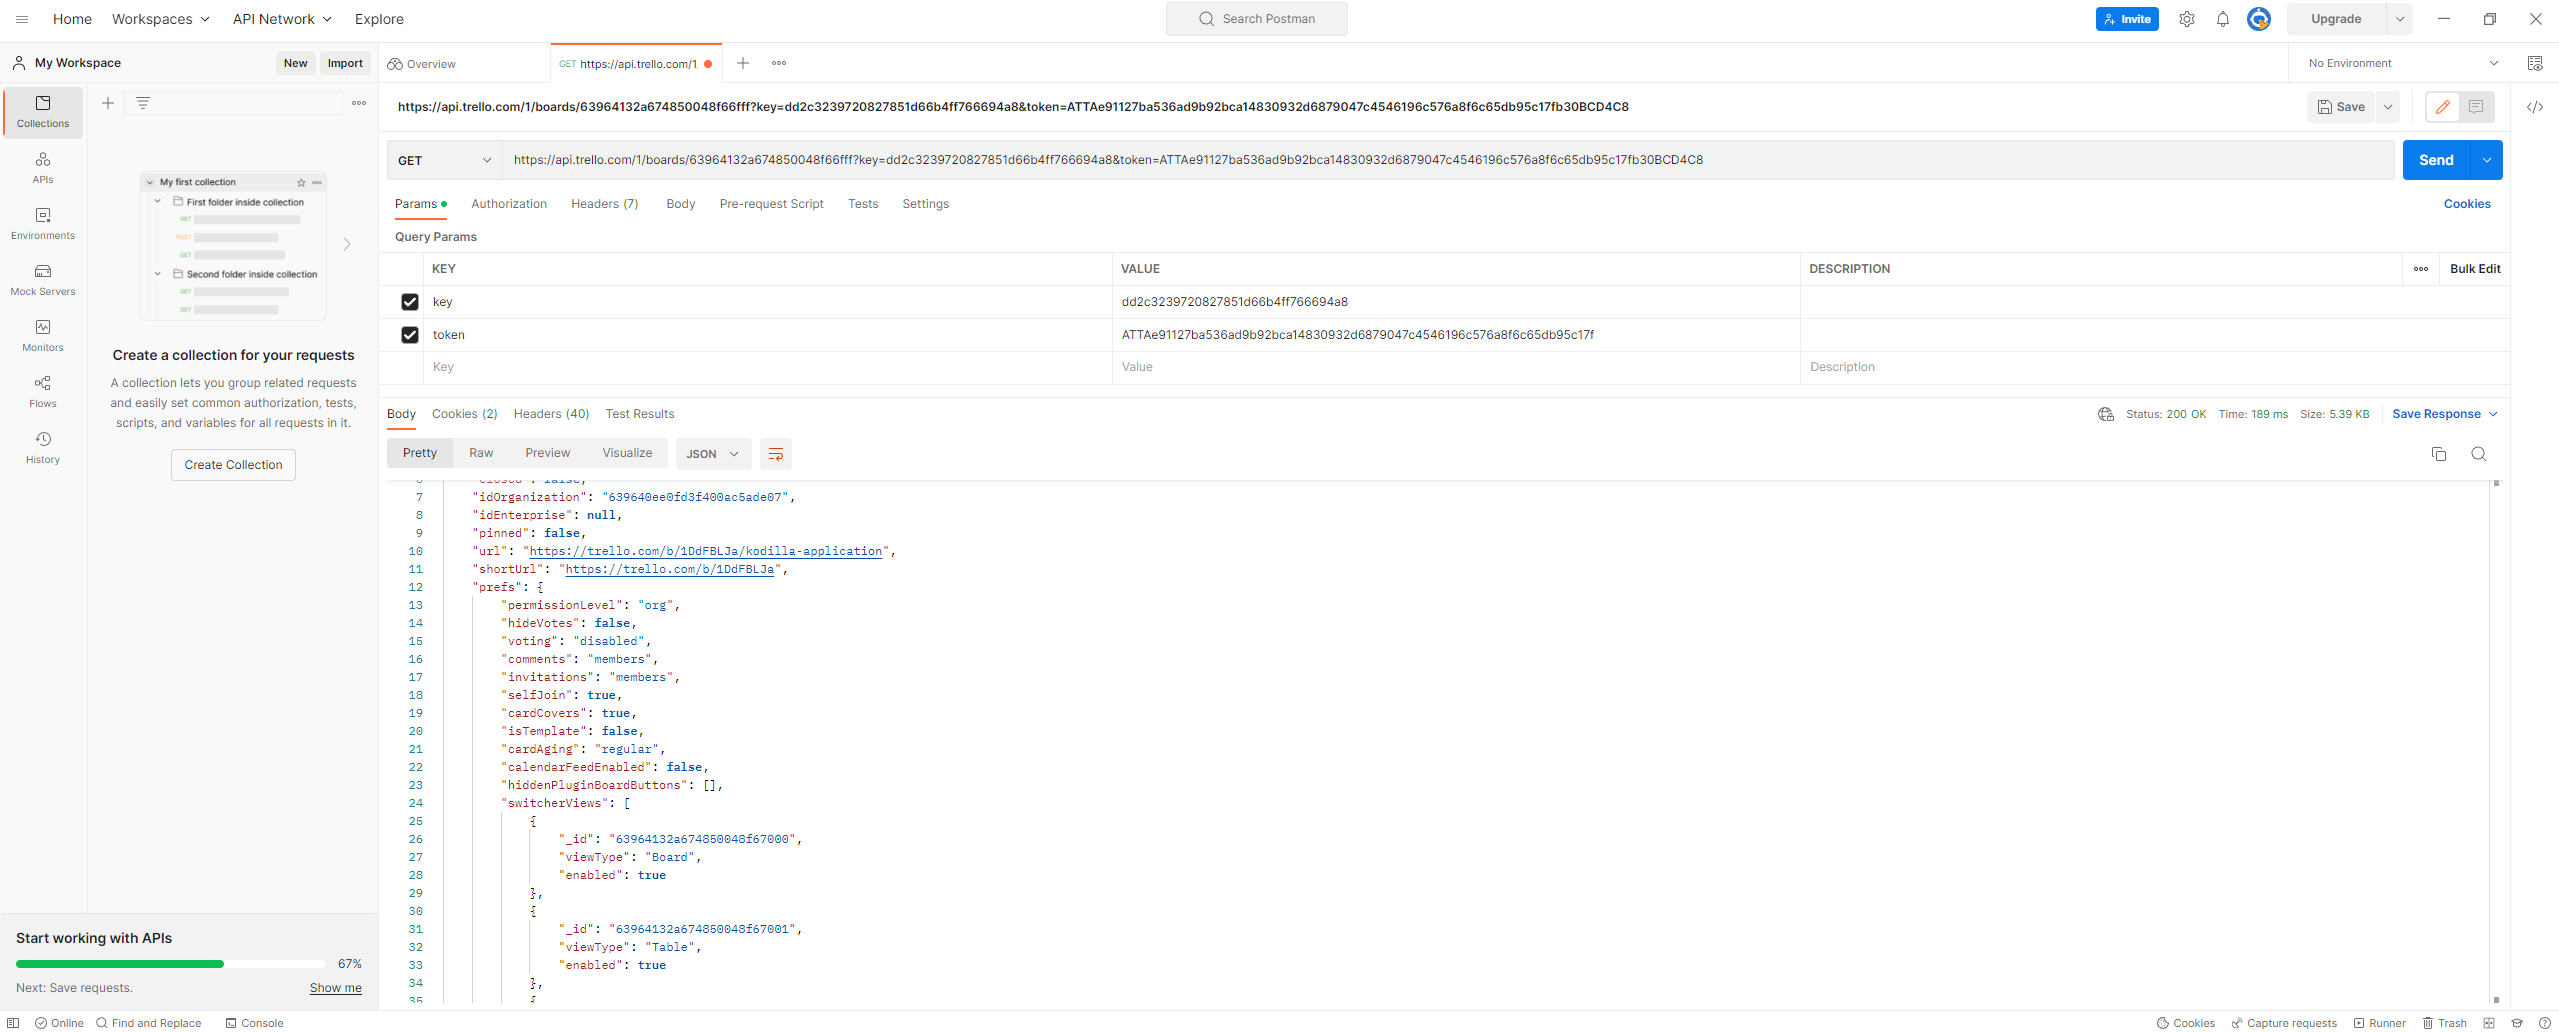 Home Workspaces API Network Explore Search Postman Invite Upgrade
My Workspace New Import Overview GET https://api.trello.com/1. No Environment
Collections
APIs
Environments
Mock Servers
Monitors
Flows
History
My first collection
First folder inside collection
GET
POST
GET
Second folder inside collection
GET
GET
Create a collection for your requests
A collection lets you group related requests
and easily set common authorization, tests,
scripts, and variables for all requests in it.
Create Collection
Start working with APIs
67%
Next: Save requests. Show me
https://api.trello.com/1/boards/63964132a674850048f66fff?key=dd2c3239720827851d66b4ff766694a8&token=ATTAe91127ba536ad9b92bca14830932d6879047c4546196c576a8f6c65db95c17fb30BCD4C8 Save
GET https://api.trello.com/1/boards/63964132a674850048f66fff?key=dd2c3239720827851d66b4ff766694a8&token=ATTAe91127ba536ad9b92bca14830932d6879047c4546196c576a8f6c65db95c17fb30BCD4C8 Send
Params Authorization Headers (7) Body Pre-request Script Tests Settings Cookies
Query Params
KEY VALUE DESCRIPTION Bulk Edit
key dd2c3239720827851d66b4ff766694a8
token ATTAe91127ba536ad9b92bca14830932d6879047c4546196c576a8f6c65db95c17f
Key Value Description
Body Cookies (2) Headers (40) Test Results Status: 200 OK Time: 189 ms Size: 5.39 KB Save Response
Pretty Raw Preview Visualize JSON
6 "closed": false,
7 "idOrganization": "639640ee0fd3f400ac5ade07",
8 "idEnterprise": null,
9 "pinned": false,
10 "url": "https://trello.com/b/1DdFBLJa/kodilla-application",
11 "shortUrl": "https://trello.com/b/1DdFBLJa",
12 "prefs": {
13 "permissionLevel": "org",
14 "hideVotes": false,
15 "voting": "disabled",
16 "comments": "members",
17 "invitations": "members",
18 "selfJoin": true,
19 "cardCovers": true,
20 "isTemplate": false,
21 "cardAging": "regular",
22 "calendarFeedEnabled": false,
23 "hiddenPluginBoardButtons": [],
24 "switcherViews": [
25 {
26 "_id": "63964132a674850048f67000",
27 "viewType": "Board",
28 "enabled": true
29 },
30 {
31 "_id": "63964132a674850048f67001",
32 "viewType": "Table",
33 "enabled": true
34 },
35 {
Online Find and Replace Console Cookies Capture requests Runner Trash